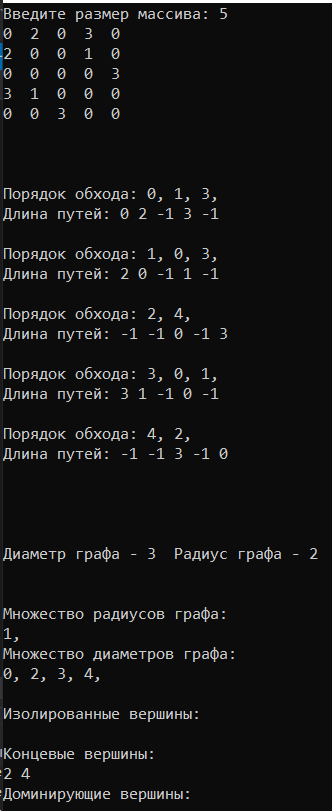 Введите размер массива: 5
0 2 0 3 0
2 0 0 1 0
0 0 0 0 3
3 1 0 0 0
0 0 3 0 0
Порядок обхода: 0, 1, 3,
Длина путей: 0 2 -1 3 -1
Порядок обхода: 1, 0, 3,
Длина путей: 2 0 -1 1 -1
Порядок обхода: 2, 4,
Длина путей: -1 -1 0 -1 3
Порядок обхода: 3, 0, 1,
Длина путей: 3 1 -1 0 -1
Порядок обхода: 4, 2,
Длина путей: -1 -1 3 -1 0
Диаметр графа - 3  Радиус графа - 2
Множество радиусов графа:
1,
Множество диаметров графа:
0, 2, 3, 4,
Изолированные вершины:
Концевые вершины:
2 4
Доминирующие вершины: